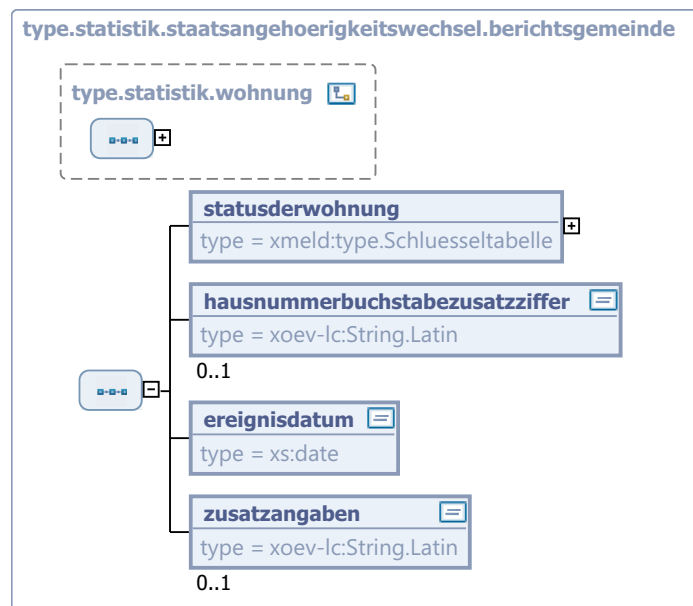 type.statistik.staatsangehoerigkeitswechsel.berichtsgemeinde
type.statistik.wohnung
statusderwohnung
type = xmeld:type.Schluesseltabelle
hausnummerbuchstabezusatzziffer
type = xoev-lc:String.Latin
0..1
ereignisdatum
type = xs:date
zusatzangaben
type = xoev-lc:String.Latin
0..1